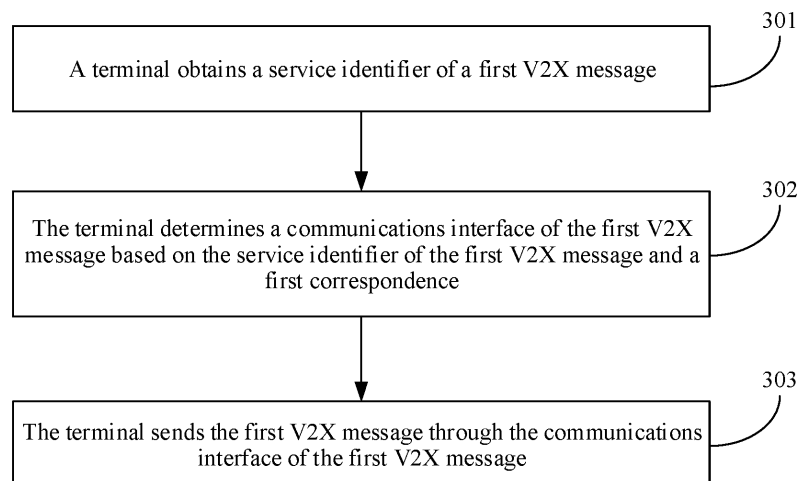 301
A terminal obtains a service identifier of a first V2X message
302
The terminal determines a communications interface of the first V2X
message based on the service identifier of the first V2X message and a
first correspondence
303
The terminal sends the first V2X message through the communications
interface of the first V2X message